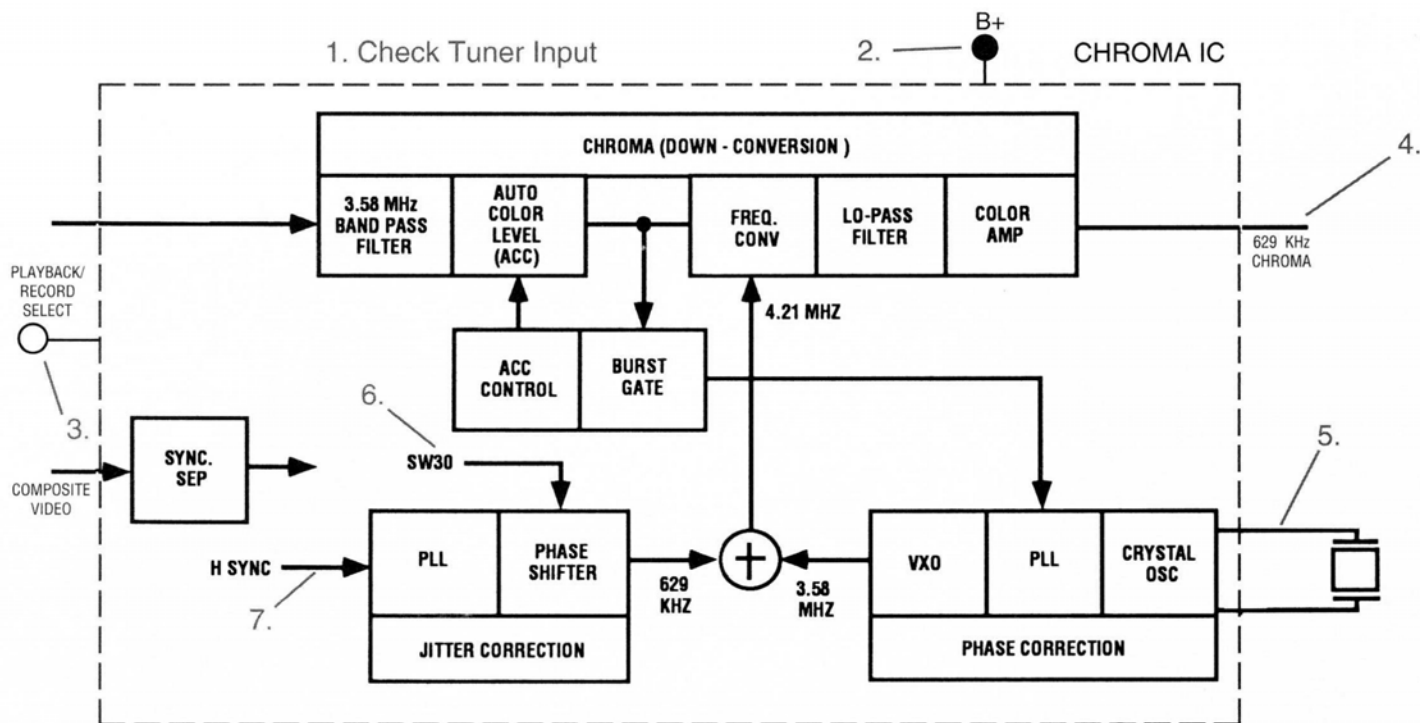 1. Check Tuner Input
2.
B+
CHROMA IC
CHROMA (DOWN - CONVERSION )
3.58 MHz
BAND PASS
FILTER
AUTO
COLOR
LEVEL
(ACC)
FREQ.
CONV
LO-PASS
FILTER
COLOR
AMP
4.
629 KHz
CHROMA
PLAYBACK/
RECORD
SELECT
3.
4.21 MHZ
ACC
CONTROL
BURST
GATE
6.
SW30
SYNC.
SEP
COMPOSITE
VIDEO
5.
H SYNC
7.
PLL
PHASE
SHIFTER
JITTER CORRECTION
629
KHZ
+
3.58
MHZ
VXO
PLL
CRYSTAL
OSC
PHASE CORRECTION